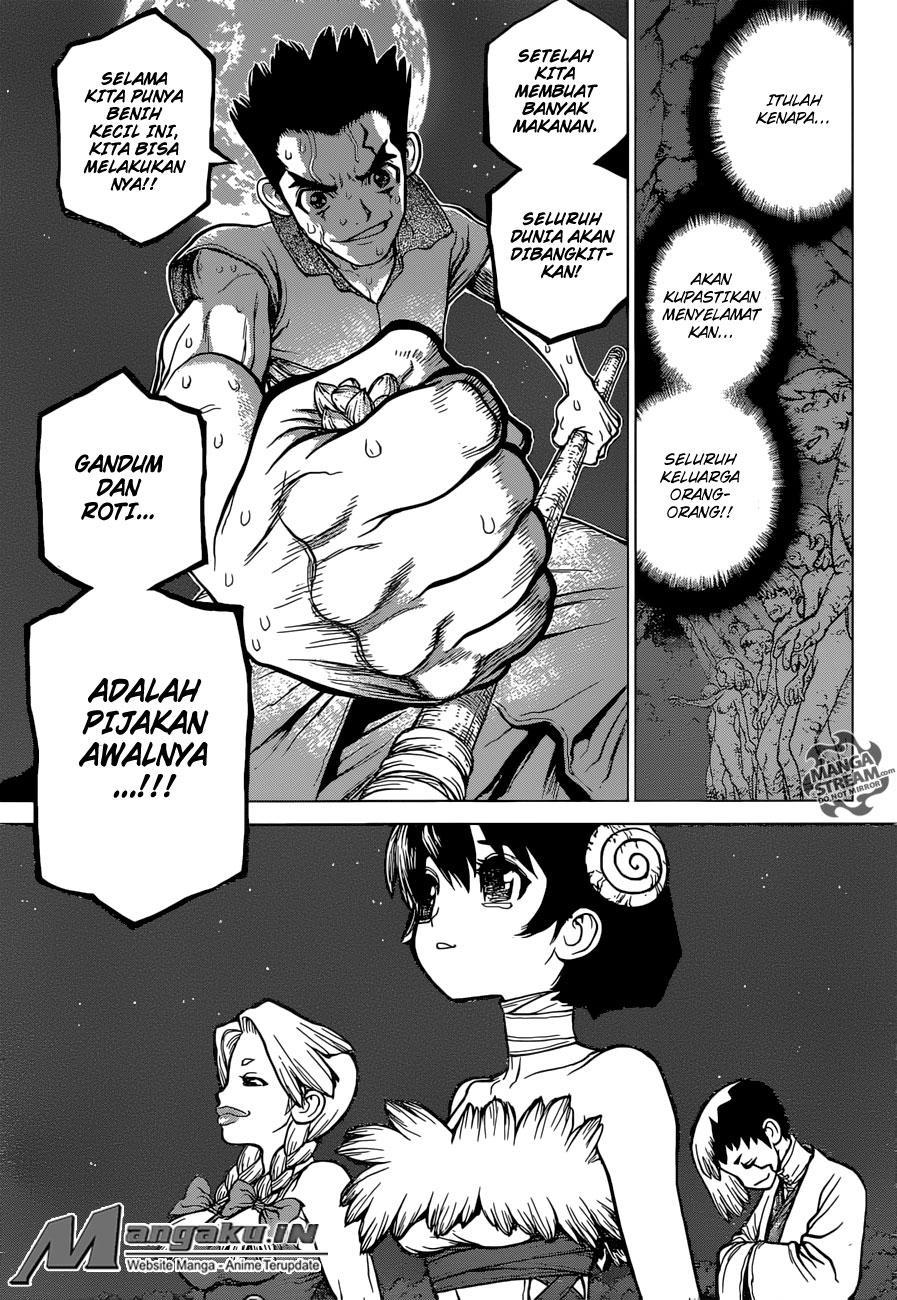 ITULAH
KENAPA...
AKAN
KUPASTIKAN
MENYELAMAT
KAN...
SELURUH
KELUARGA
ORANG-
ORANG!!
SETELAH
KITA
MEMBUAT
BANYAK
MAKANAN.
SELURUH
DUNIA AKAN
DIBANGKIT-
KAN!
SELAMA
KITA PUNYA
BENIH
KECIL INI,
KITA BISA
MELAKUKAN
NYA!!
GANDUM
DAN
ROTI...
ADALAH
PIJAKAN
AWALNYA
...!!!
MANGA
STREAM.com
DO NOT MIRROR
Mangaku.IN
Website Manga - Anime Terupdate